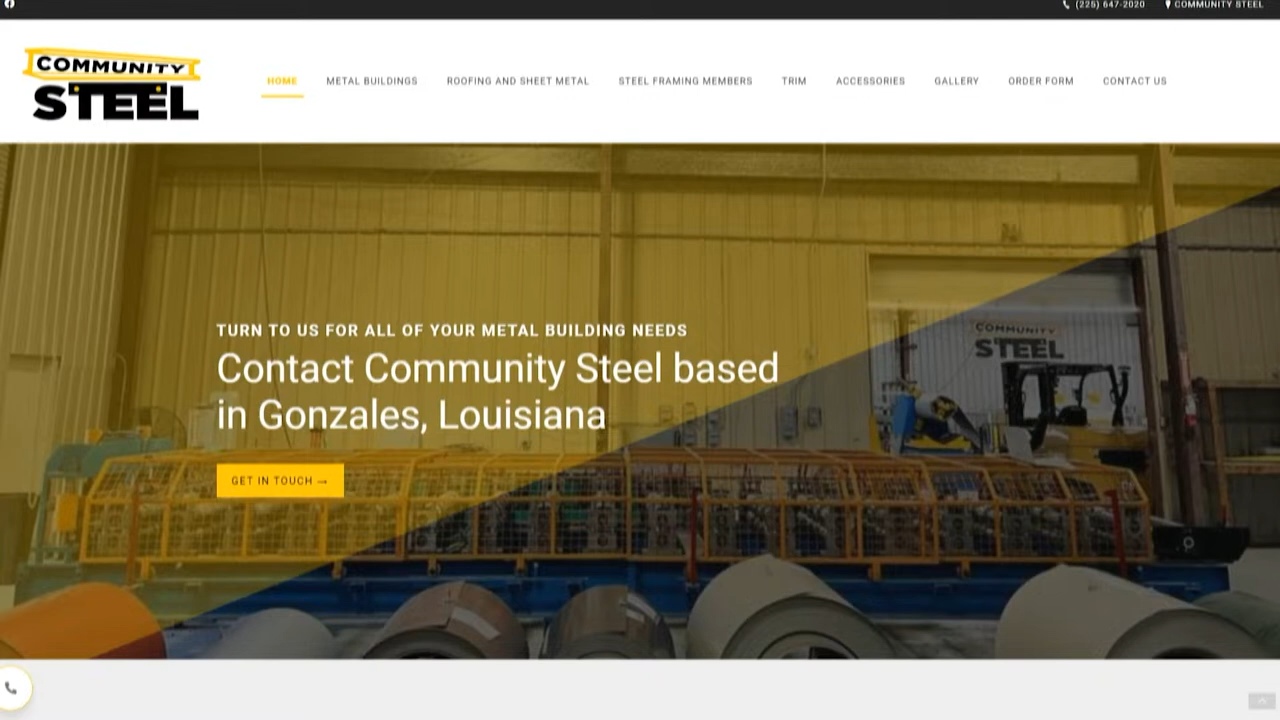 (225) 647-2020 COMMUNITY STEEL
COMMUNITY
STEEL
HOME METAL BUILDINGS ROOFING AND SHEET METAL STEEL FRAMING MEMBERS TRIM ACCESSORIES GALLERY ORDER FORM CONTACT US
COMMUNITY
STEEL
TURN TO US FOR ALL OF YOUR METAL BUILDING NEEDS
Contact Community Steel based
in Gonzales, Louisiana
GET IN TOUCH →